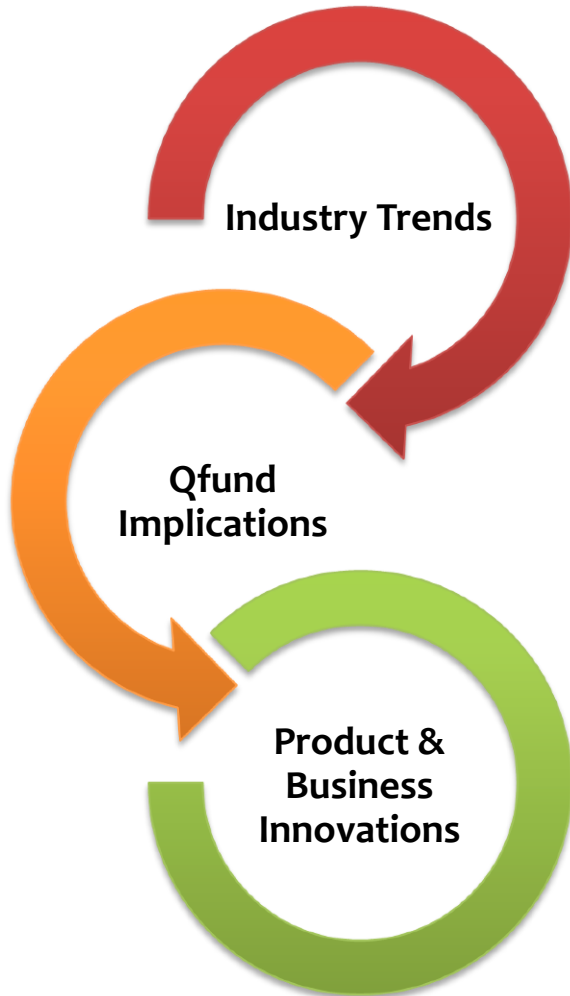 Industry Trends
Qfund
Implications
Product &
Business
Innovations